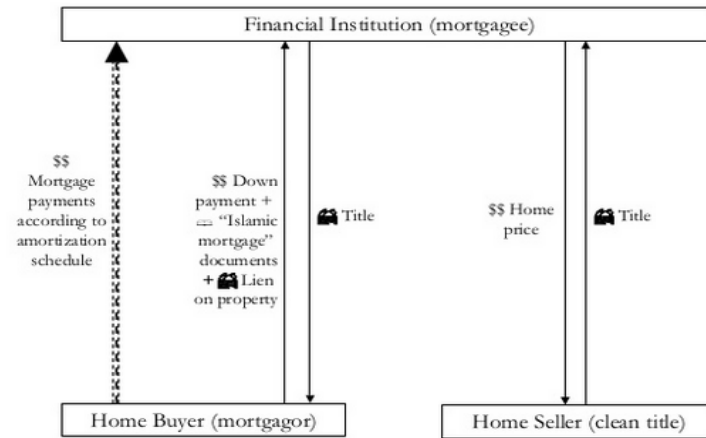 Financial Institution (mortgagee)
$$
Mortgage
payments
according to
amortization
schedule
$$ Down
payment +
“Islamic
mortgage”
documents
+ Lien
on property
Title
$$ Home
price
Title
Home Buyer (mortgagor)
Home Seller (clean title)